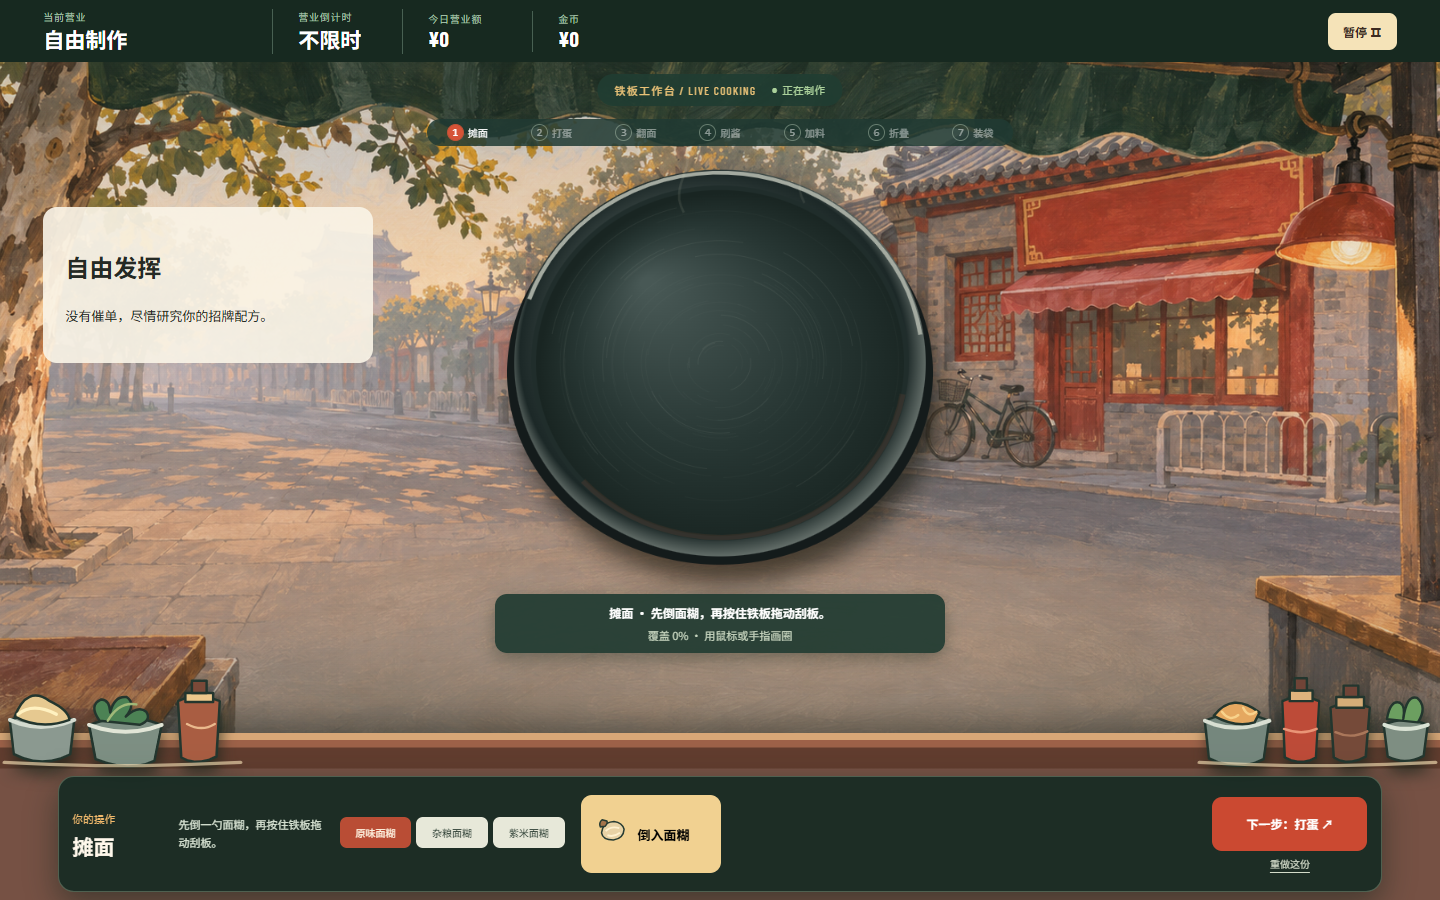 当前营业
自由制作
营业倒计时
不限时
今日营业额
¥0
金币
¥0
暂停 II
铁板工作台 / LIVE COOKING
正在制作
1 摊面
2 打蛋
3 翻面
4 刷酱
5 加料
6 折叠
7 装袋
自由发挥
没有催单，尽情研究你的招牌配方。
摊面 · 先倒面糊，再按住铁板拖动刮板。
覆盖 0% · 用鼠标或手指画圈
你的操作
摊面
先倒一勺面糊，再按住铁板拖
动刮板。
原味面糊
杂粮面糊
紫米面糊
倒入面糊
下一步：打蛋 ↗
重做这份